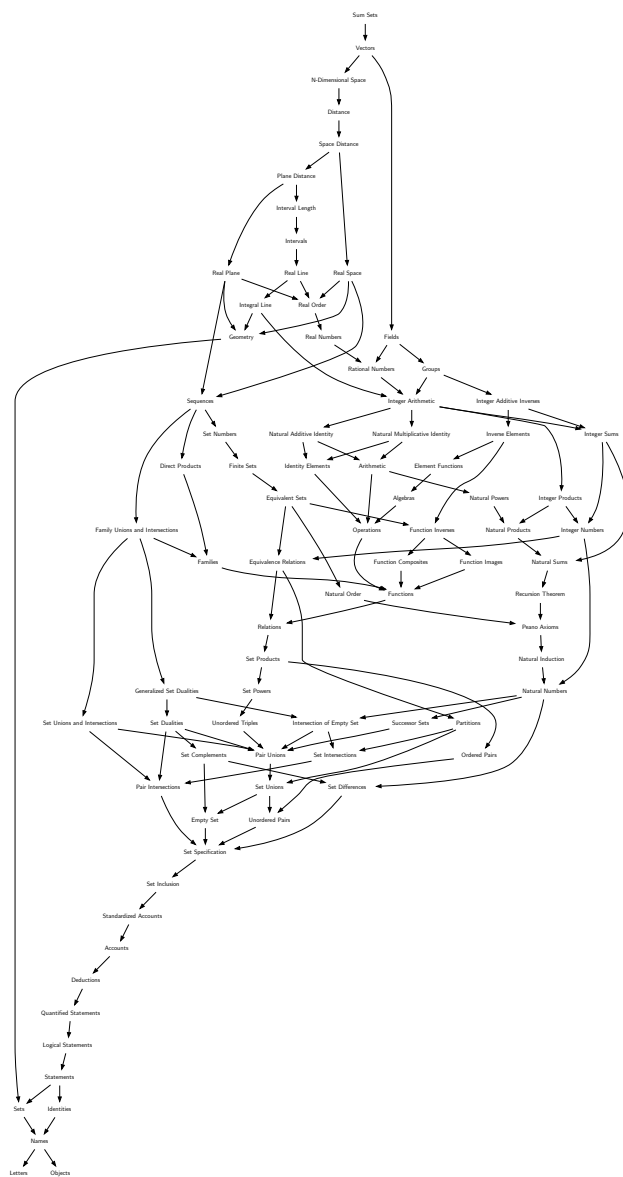 Sum Sets
Vectors
N-Dimensional Space
Distance
Space Distance
Plane Distance
Interval Length
Intervals
Real Plane Real Line Real Space
Integral Line Real Order
Geometry Real Numbers Fields
Rational Numbers Groups
Sequences Integer Arithmetic Integer Additive Inverses
Set Numbers Natural Additive Identity Natural Multiplicative Identity Inverse Elements Integer Sums
Direct Products Finite Sets Identity Elements Arithmetic Element Functions
Equivalent Sets Algebras Natural Powers Integer Products
Family Unions and Intersections Operations Function Inverses Natural Products Integer Numbers
Families Equivalence Relations Function Composites Function Images Natural Sums
Natural Order Functions Recursion Theorem
Relations Peano Axioms
Set Products Natural Induction
Generalized Set Dualities Set Powers Natural Numbers
Set Unions and Intersections Set Dualities Unordered Triples Intersection of Empty Set Successor Sets Partitions
Set Complements Pair Unions Set Intersections Ordered Pairs
Pair Intersections Set Unions Set Differences
Empty Set Unordered Pairs
Set Specification
Set Inclusion
Standardized Accounts
Accounts
Deductions
Quantified Statements
Logical Statements
Statements
Sets Identities
Names
Letters Objects